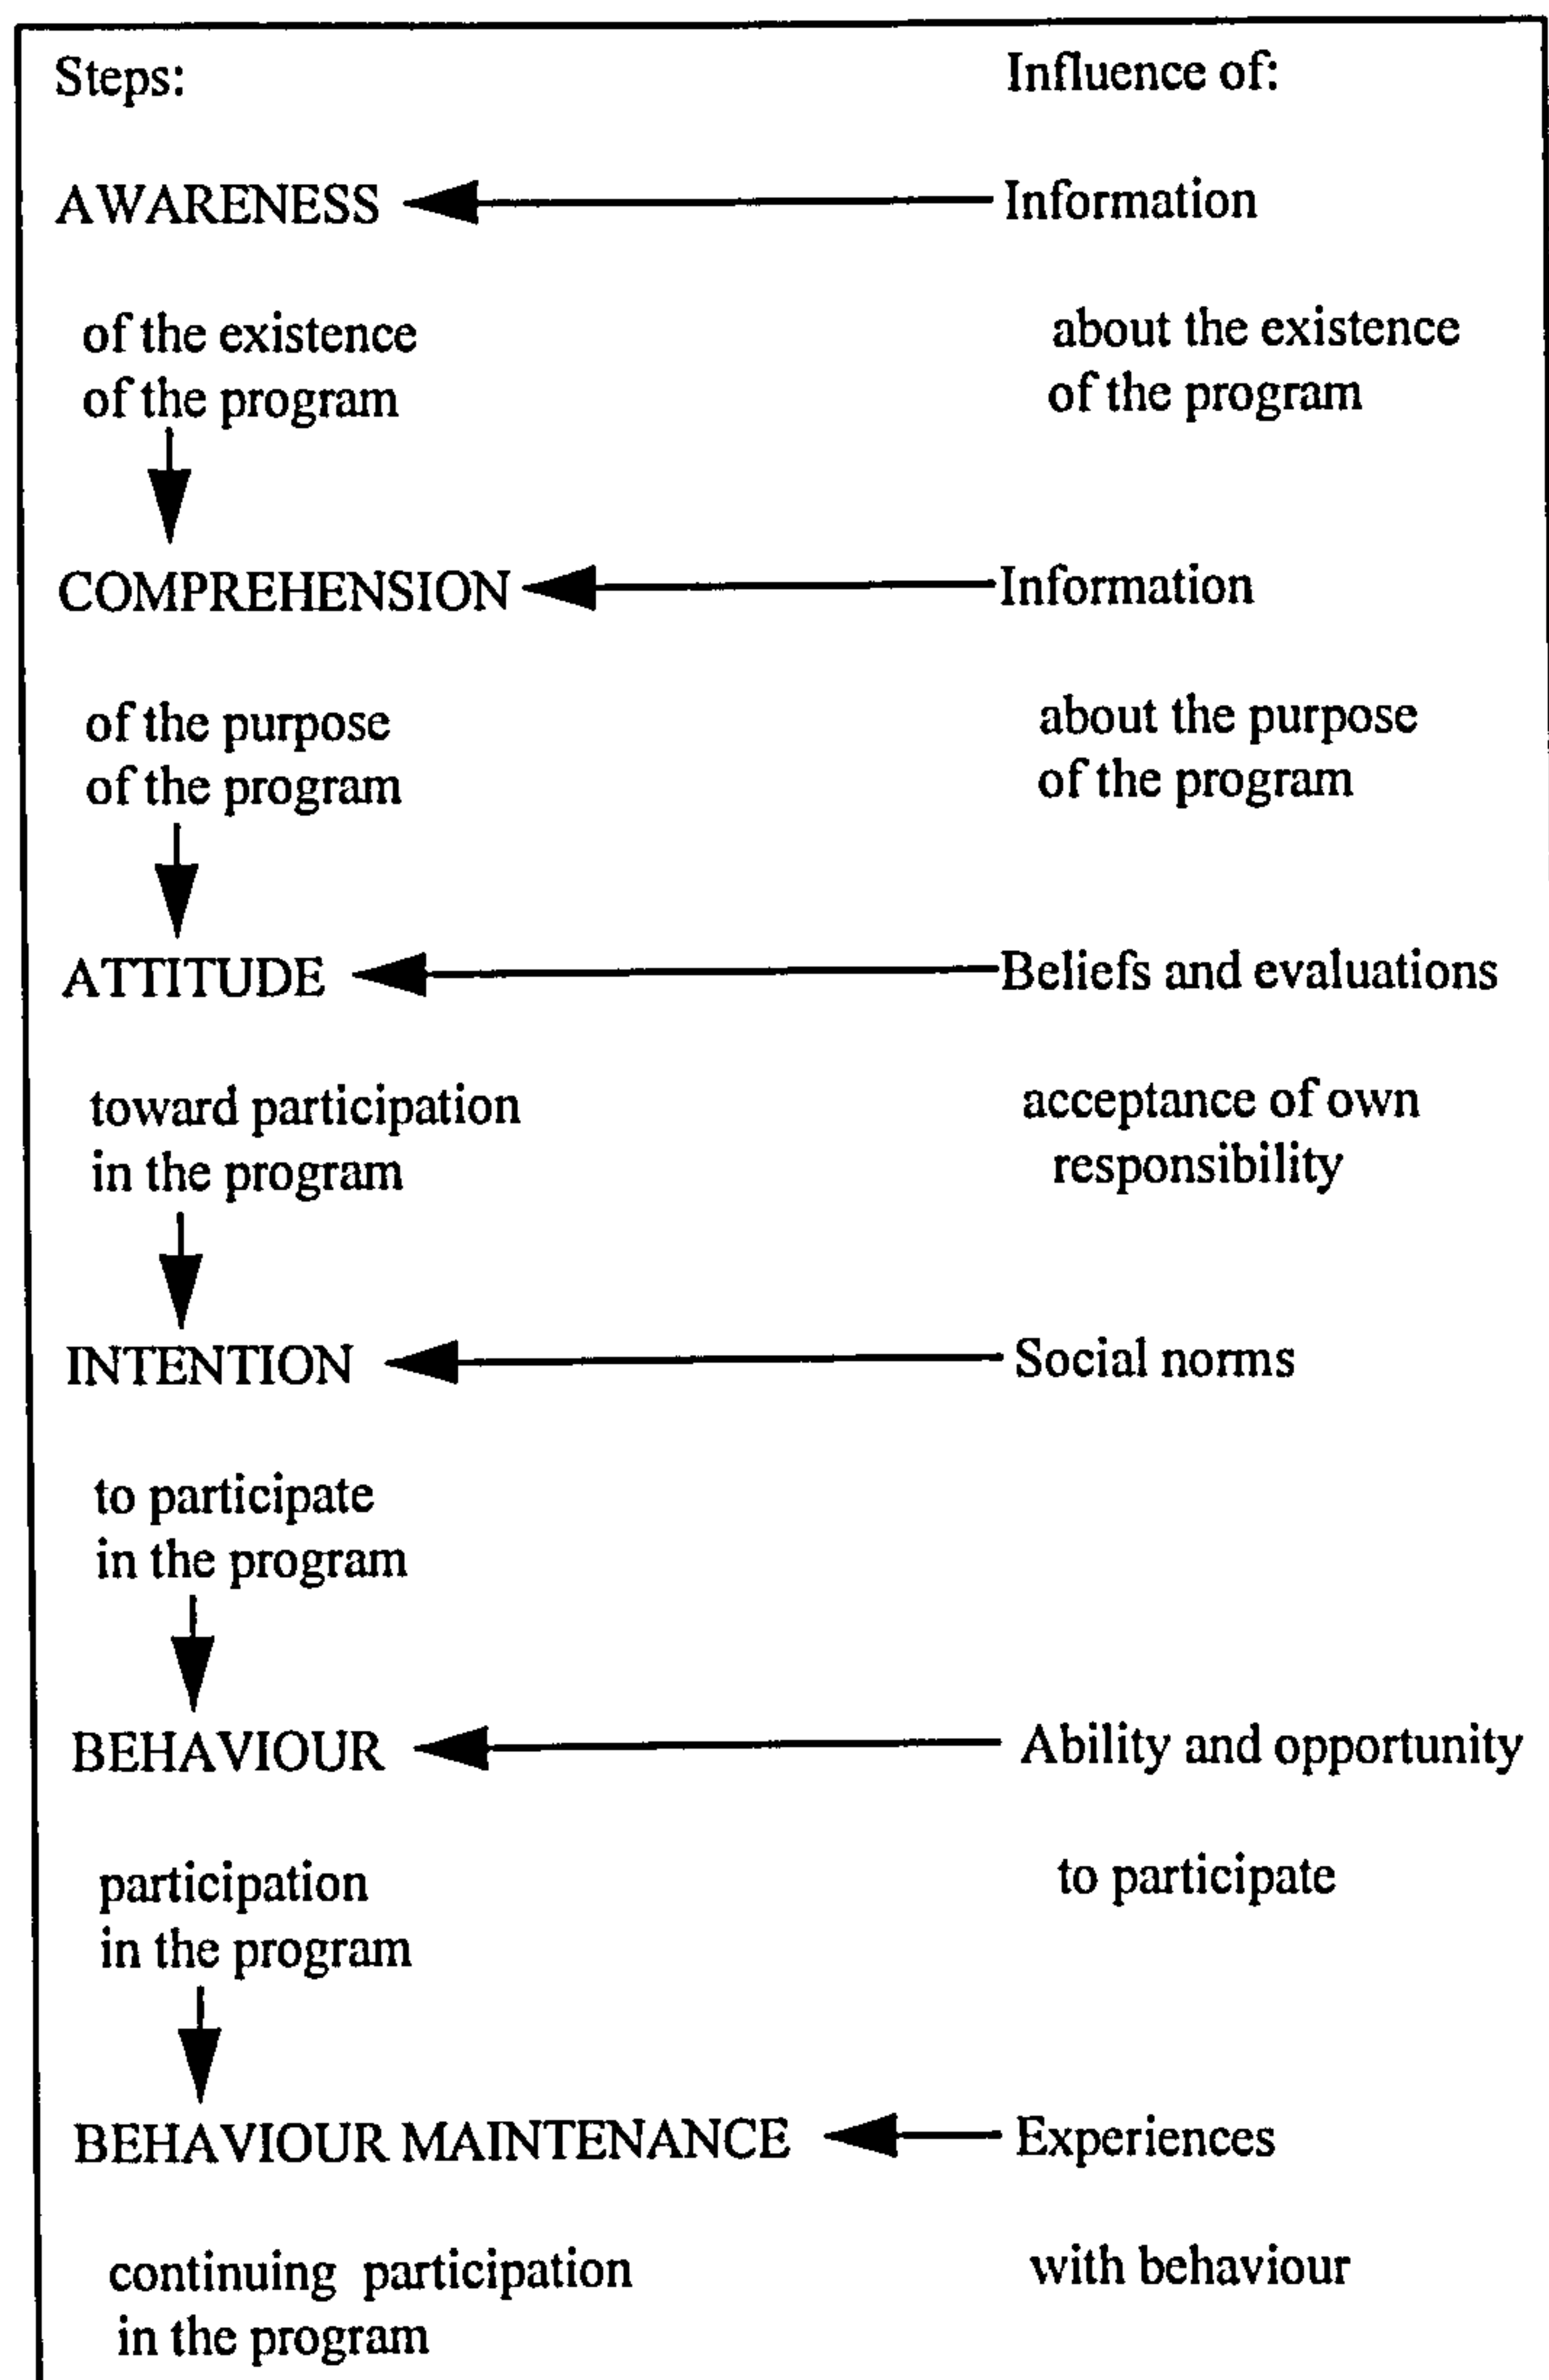 Steps:
Influence of:
AWARENESS
Information
of the existence
of the program
about the existence
of the program
COMPREHENSION
Information
of the purpose
of the program
about the purpose
of the program
ATTITUDE
Beliefs and evaluations
toward participation
in the program
acceptance of own
responsibility
INTENTION
Social norms
to participate
in the program
BEHAVIOUR
Ability and opportunity
participation
in the program
to participate
BEHAVIOUR MAINTENANCE
Experiences
continuing participation
in the program
with behaviour